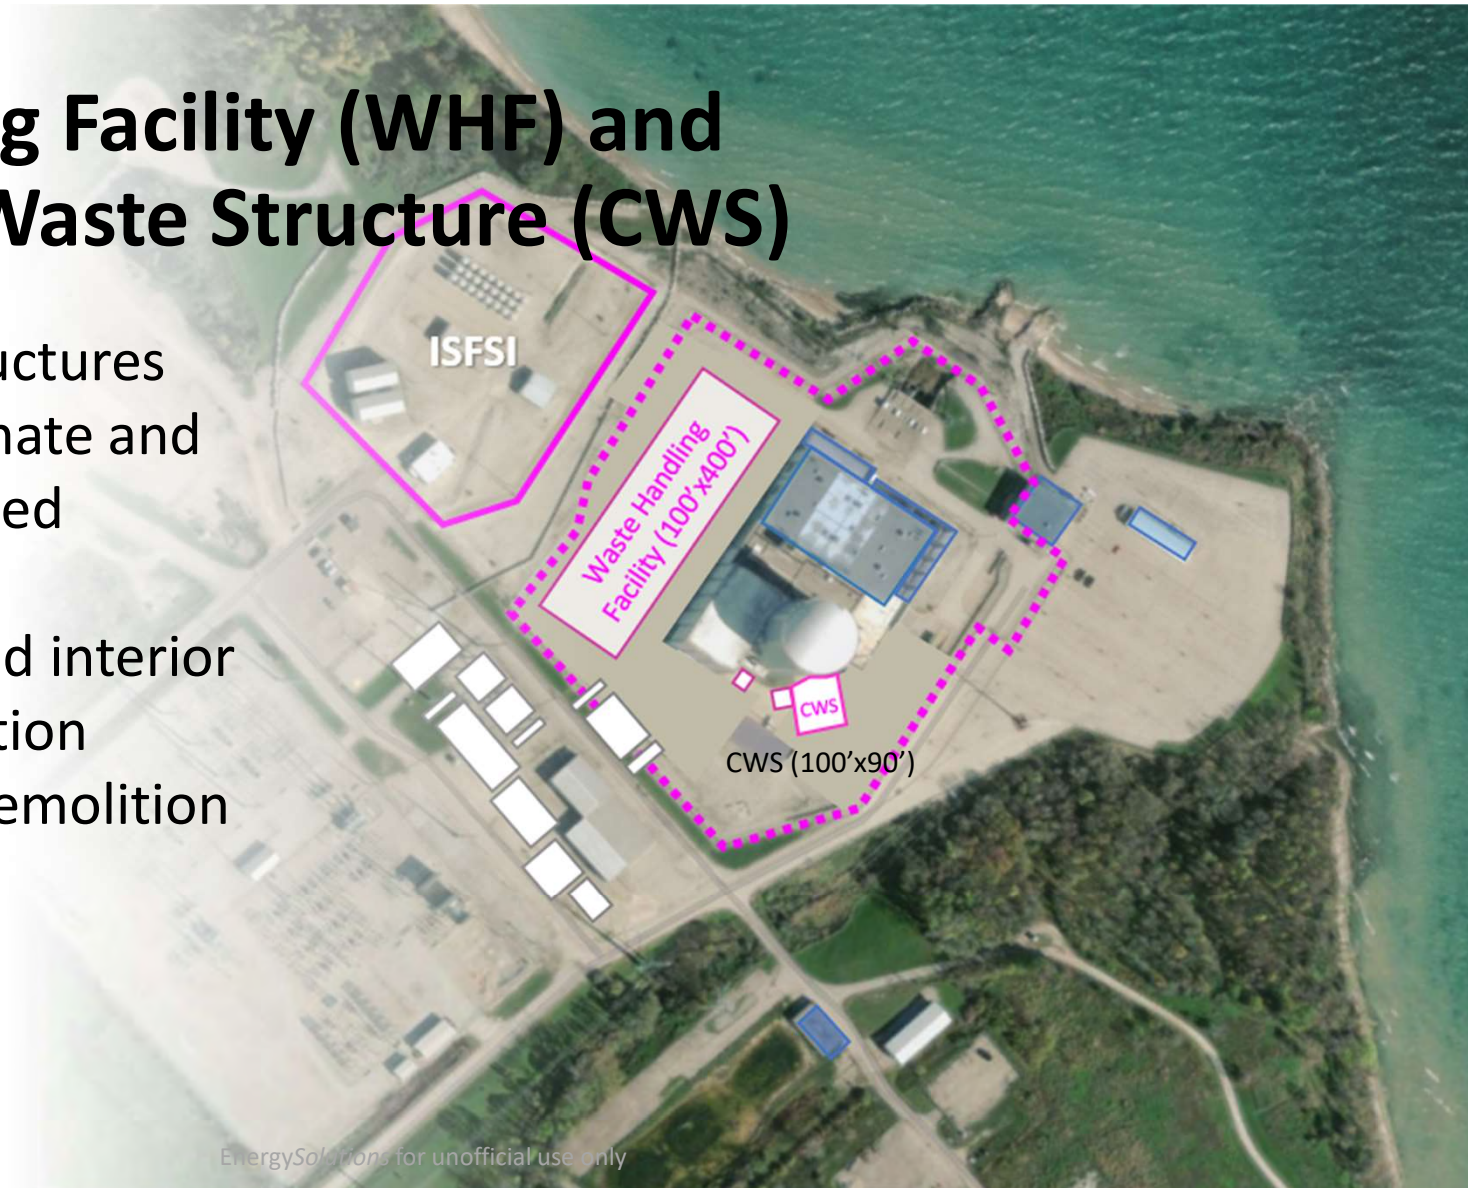 g Facility (WHF) and
Waste Structure (CWS)
uctures
nate and
ed
d interior
tion
emolition
ISFSI
Waste Handling
Facility (100’x400’)
CWS
CWS (100’x90’)
EnergySolutions for unofficial use only